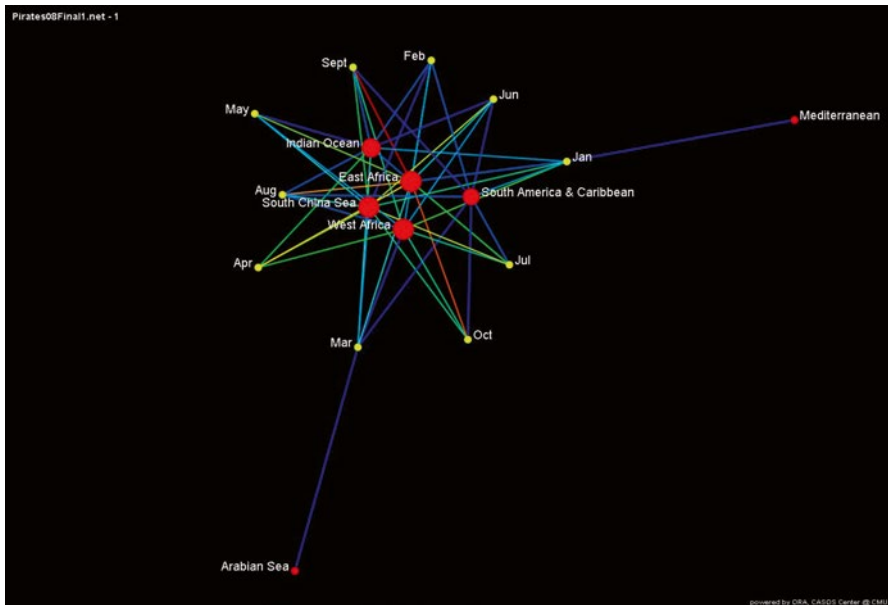 Pirates08Final1.net - 1
Feb
Sept
Jun
May
Mediterranean
Indian Ocean
Jan
East Africa
Aug
South America & Caribbean
South China Sea
West Africa
Apr
Jul
Oct
Mar
Arabian Sea
powered by ORA, CASOS Center @ CMU